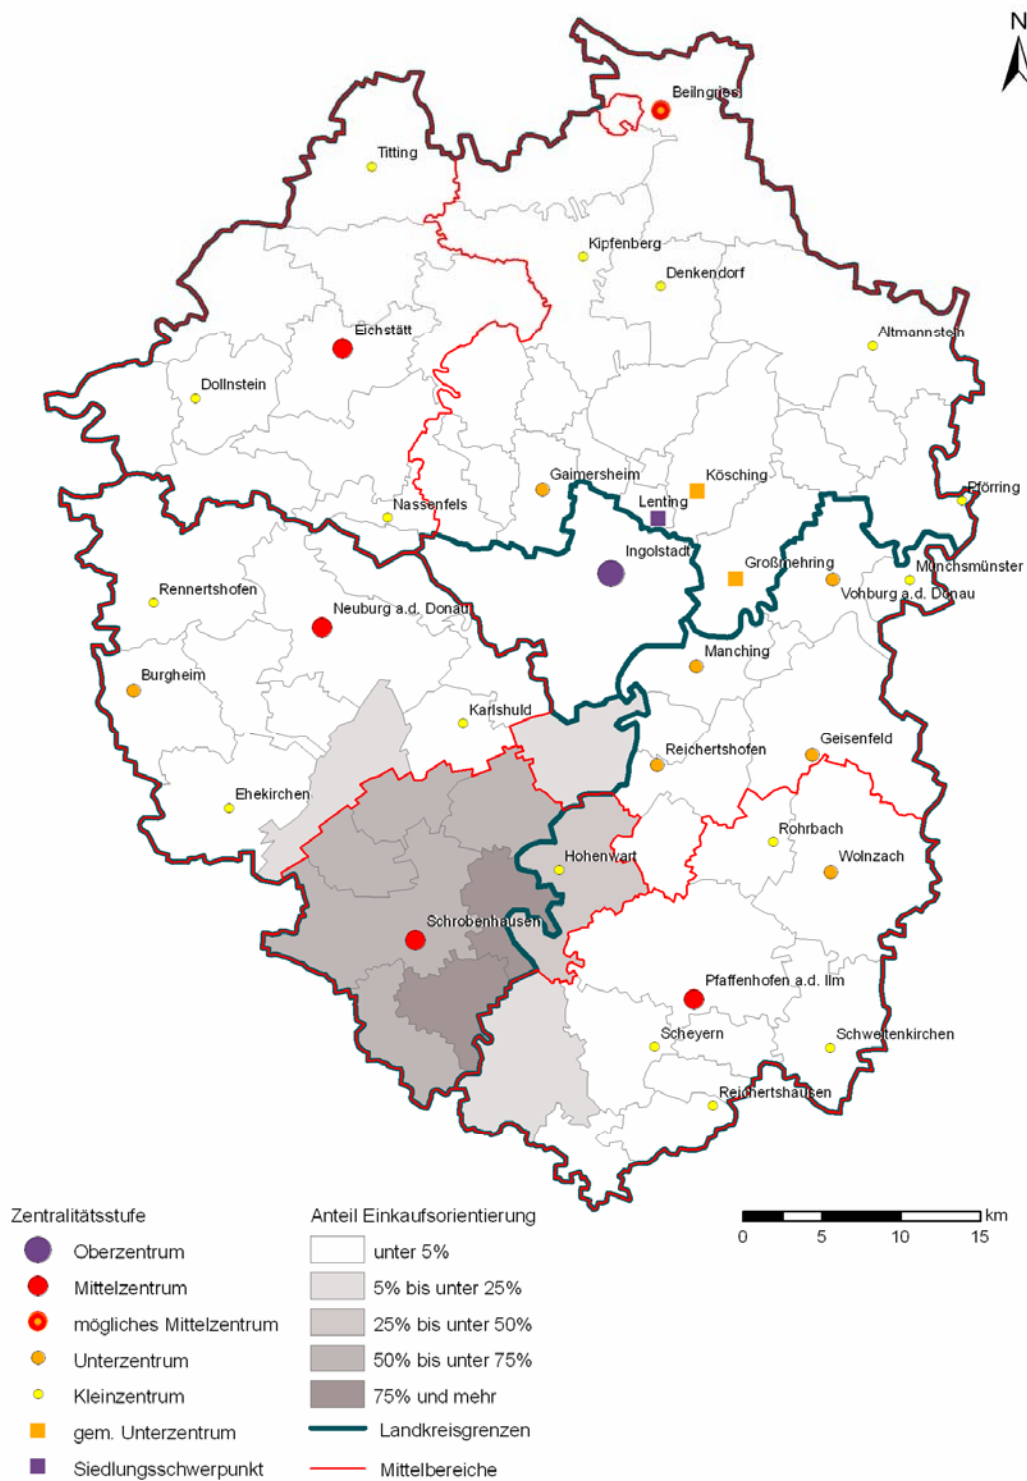 N
Beilngries
Titting
Kipfenberg
Denkendorf
Eichstätt
Altmannstein
Dollnstein
Gaimersheim
Kösching
Pförring
Lenting
Nassenfels
Ingolstadt
Großmehring
Münchsmünster
Rennertshofen
Vohburg a.d. Donau
Neuburg a.d. Donau
Manching
Burgheim
Karlshuld
Reichertshofen
Geisenfeld
Ehekirchen
Rohrbach
Hohenwart
Wolnzach
Schrobenhausen
Pfaffenhofen a.d. Ilm
Scheyern
Schweitenkirchen
Reichertshausen
Zentralitätsstufe
Oberzentrum
Mittelzentrum
mögliches Mittelzentrum
Unterzentrum
Kleinzentrum
gem. Unterzentrum
Siedlungsschwerpunkt
Anteil Einkaufsorientierung
unter 5%
5% bis unter 25%
25% bis unter 50%
50% bis unter 75%
75% und mehr
Landkreisgrenzen
Mittelbereiche
km
0 5 10 15